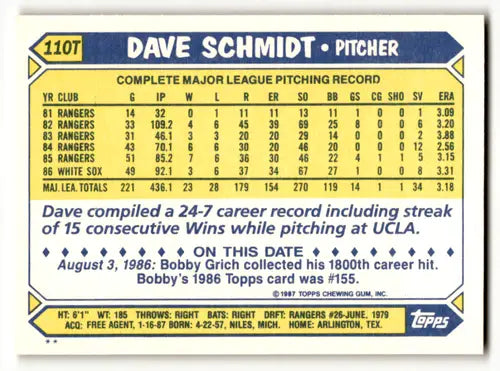 110T
DAVE SCHMIDT • PITCHER
COMPLETE MAJOR LEAGUE PITCHING RECORD
YR CLUB G IP W L R ER SO BB GS CG SHO SV ERA
81 RANGERS 14 32 0 1 11 11 13 11 1 0 0 1 3.09
82 RANGERS 33 109.2 4 6 45 39 69 25 8 0 0 6 3.20
83 RANGERS 31 46.1 3 3 20 20 29 14 0 0 0 2 3.88
84 RANGERS 43 70.1 6 6 30 20 46 20 0 0 0 12 2.56
85 RANGERS 51 85.2 7 6 36 30 46 22 4 1 1 5 3.15
86 WHITE SOX 49 92.1 3 6 37 34 67 27 1 0 0 8 3.31
MAJ. LEA. TOTALS 221 436.1 23 28 179 154 270 119 14 1 1 34 3.18
Dave compiled a 24-7 career record including streak
of 15 consecutive Wins while pitching at UCLA.
♦ ♦ ♦ ♦ ♦ ♦ ♦ ON THIS DATE ♦ ♦ ♦ ♦ ♦ ♦ ♦
August 3, 1986: Bobby Grich collected his 1800th career hit.
Bobby's 1986 Topps card was #155.
© 1987 TOPPS CHEWING GUM, INC.
HT: 6'1" WT: 185 THROWS: RIGHT BATS: RIGHT DRFT: RANGERS #26-JUNE, 1979
ACQ: FREE AGENT, 1-16-87 BORN: 4-22-57, NILES, MICH. HOME: ARLINGTON, TEX.
Topps
**